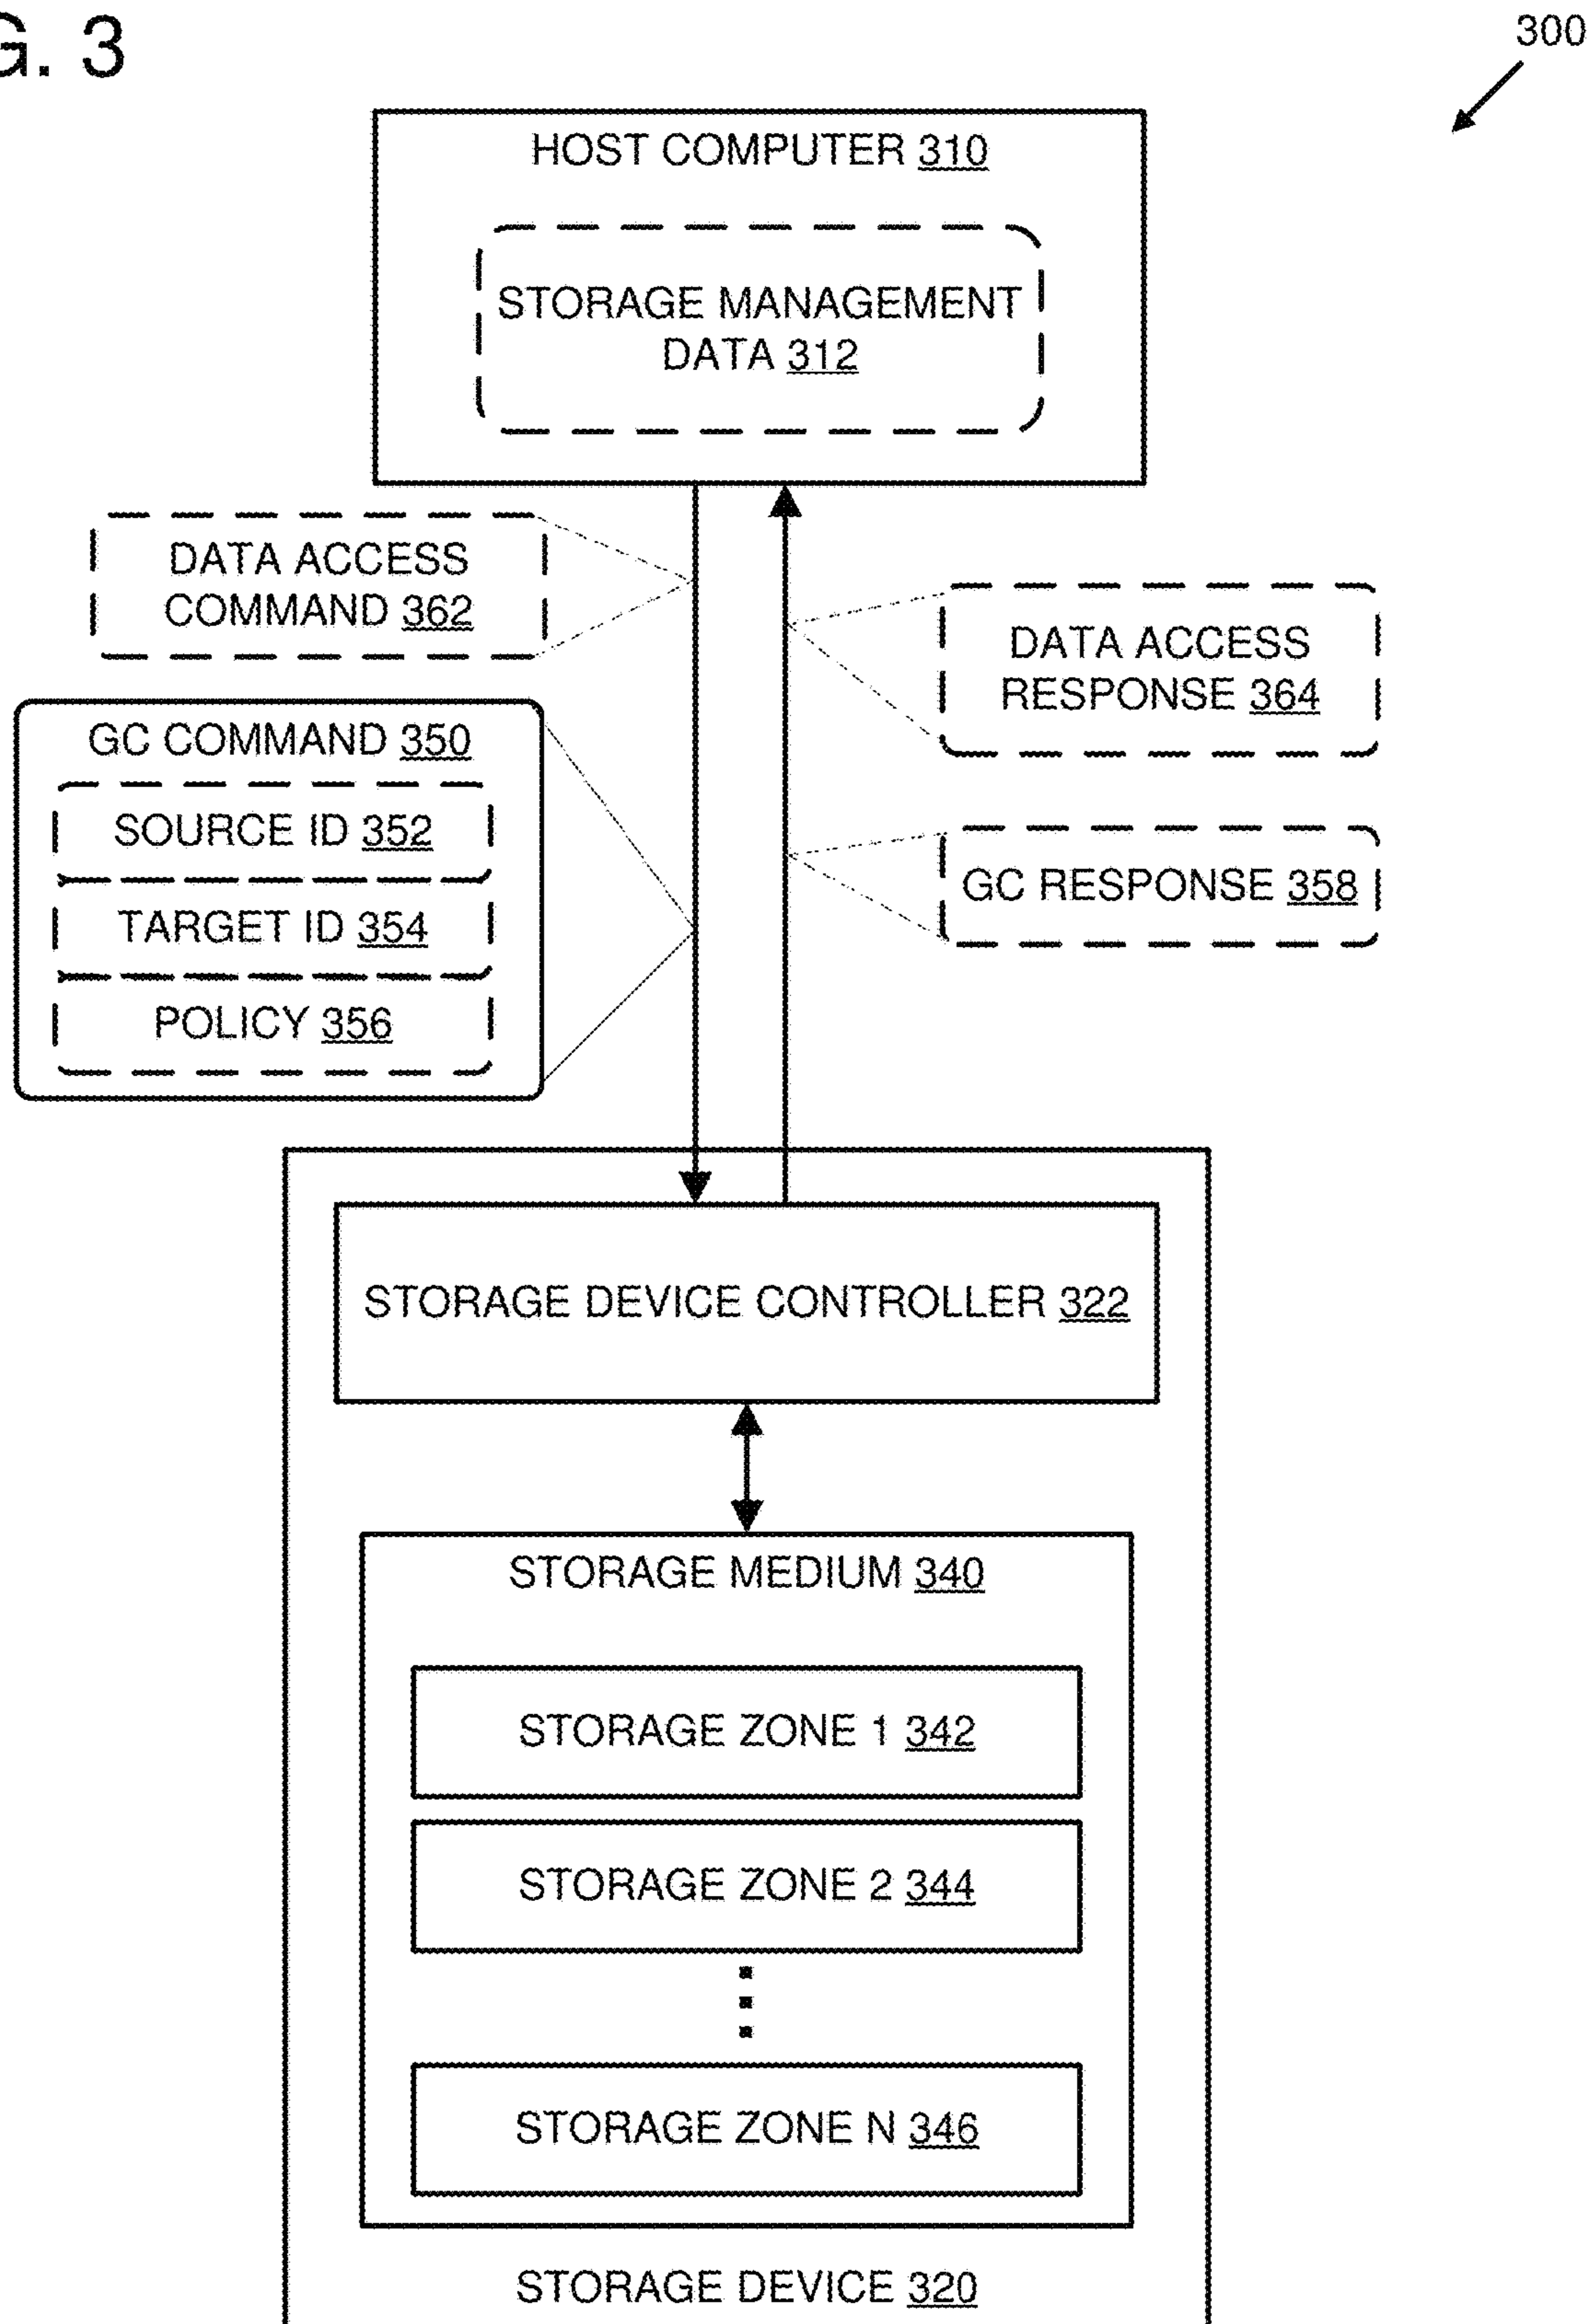 G. 3
300
HOST COMPUTER 310
STORAGE MANAGEMENT
DATA 312
DATA ACCESS
COMMAND 362
DATA ACCESS
RESPONSE 364
GC COMMAND 350
SOURCE ID 352
TARGET ID 354
POLICY 356
GC RESPONSE 358
STORAGE DEVICE CONTROLLER 322
STORAGE MEDIUM 340
STORAGE ZONE 1 342
STORAGE ZONE 2 344
STORAGE ZONE N 346
STORAGE DEVICE 320